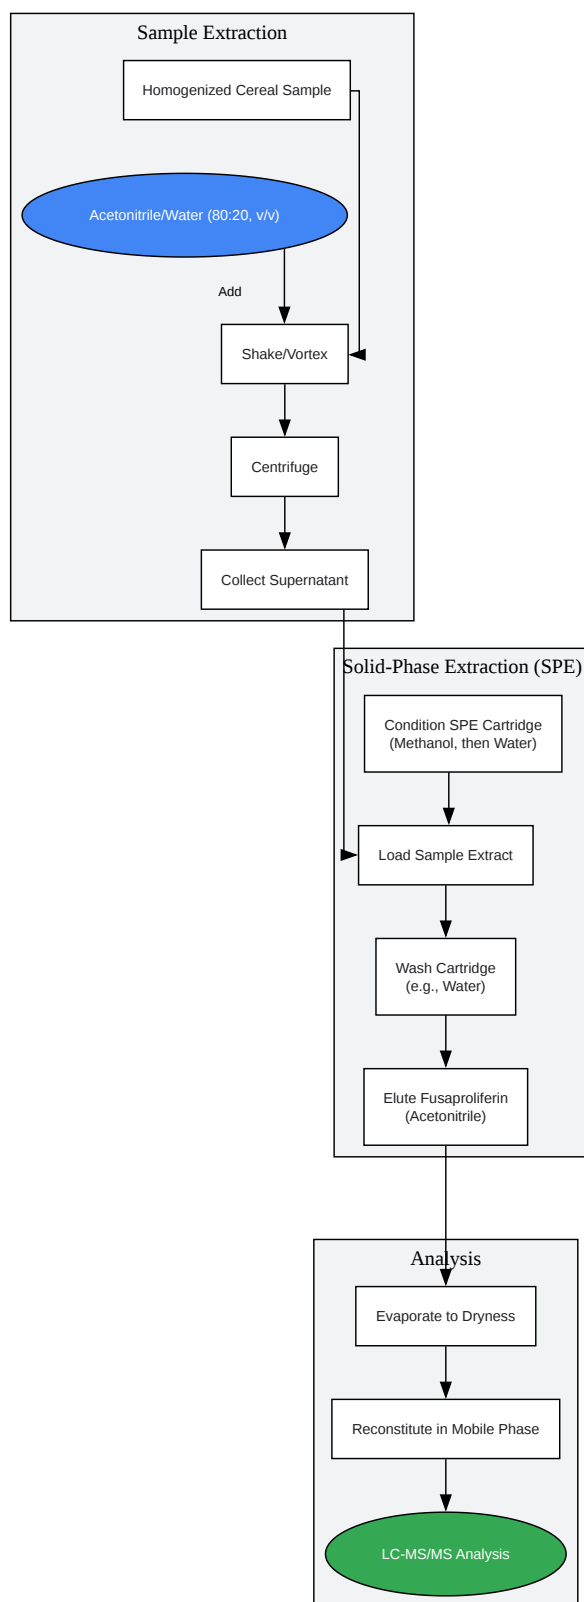 Sample Extraction
Homogenized Cereal Sample
Acetonitrile/Water (80:20, v/v)
Add
Shake/Vortex
Centrifuge
Collect Supernatant
Solid-Phase Extraction (SPE)
Condition SPE Cartridge
(Methanol, then Water)
Load Sample Extract
Wash Cartridge
(e.g., Water)
Elute Fusaproliferin
(Acetonitrile)
Analysis
Evaporate to Dryness
Reconstitute in Mobile Phase
LC-MS/MS Analysis